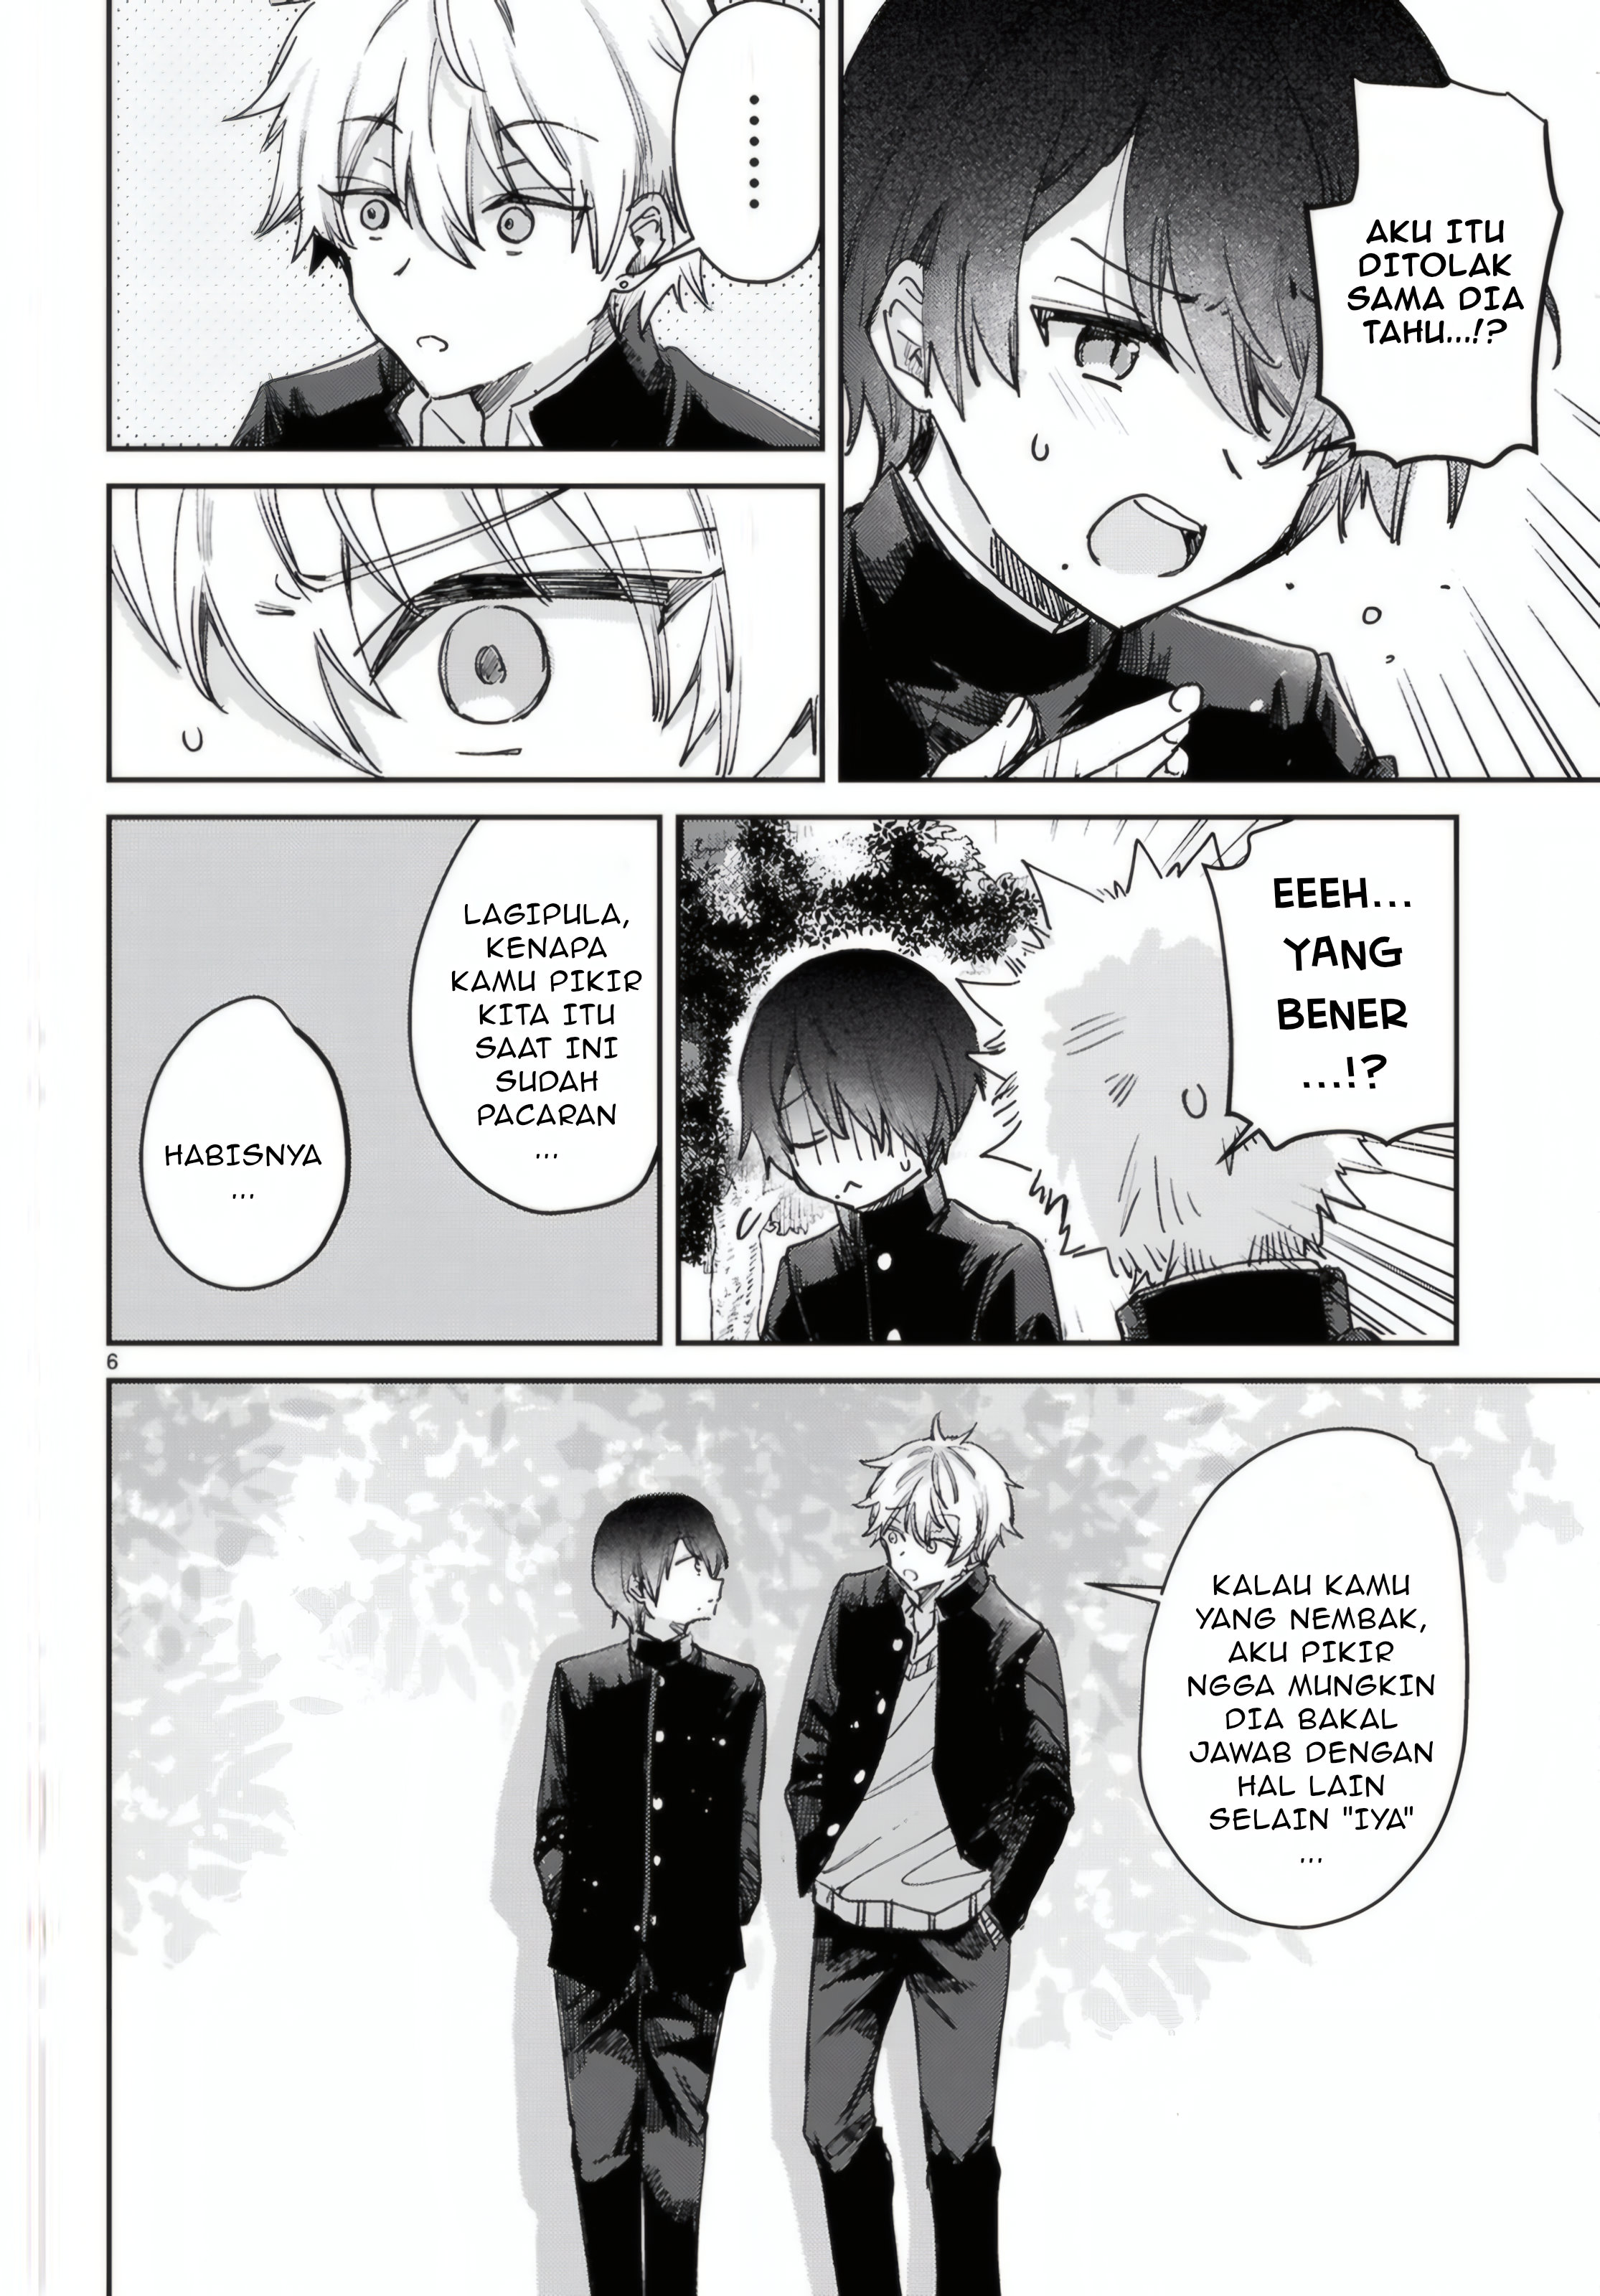 AKU ITU
DITOLAK
SAMA DIA
TAHU...!?
......
EEEH...
YANG
BENER
...!?
LAGIPULA,
KENAPA
KAMU PIKIR
KITA ITU
SAAT INI
SUDAH
PACARAN
...
HABISNYA
...
6
KALAU KAMU
YANG NEMBAK,
AKU PIKIR
NGGA MUNGKIN
DIA BAKAL
JAWAB DENGAN
HAL LAIN
SELAIN "IYA"
...